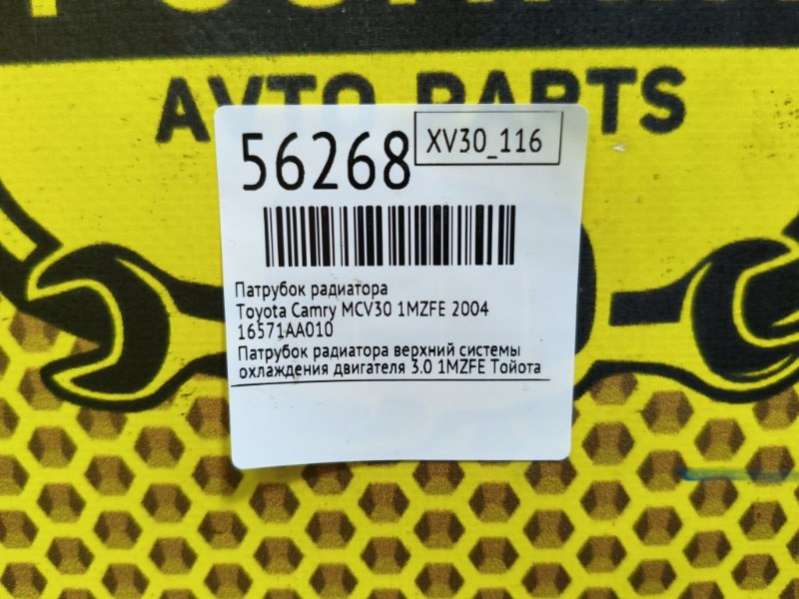 AVTO PARTS
56268
XV30_116
Патрубок радиатора
Toyota Camry MCV30 1MZFE 2004
16571AA010
Патрубок радиатора верхний системы
охлаждения двигателя 3.0 1MZFE Тойота